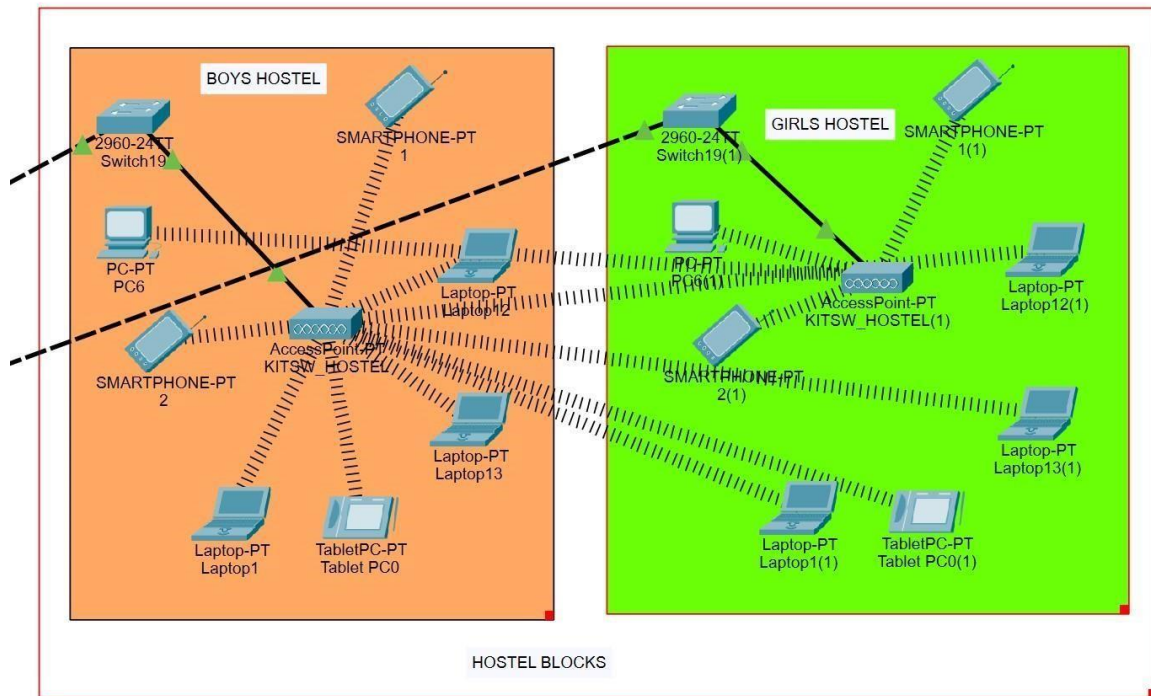 BOYS HOSTEL
2960-24TT
Switch19
SMARTPHONE-PT
1
PC-PT
PC6
Laptop-PT
Laptop12
SMARTPHONE-PT
2
AccessPoint-PT
KITSW_HOSTEL
Laptop-PT
Laptop13
Laptop-PT
Laptop1
TabletPC-PT
Tablet PC0
GIRLS HOSTEL
2960-24TT
Switch19(1)
SMARTPHONE-PT
1(1)
PC-PT
PC6(1)
AccessPoint-PT
KITSW_HOSTEL(1)
Laptop-PT
Laptop12(1)
SMARTPHONE-PT
2(1)
Laptop-PT
Laptop13(1)
Laptop-PT
Laptop1(1)
TabletPC-PT
Tablet PC0(1)
HOSTEL BLOCKS